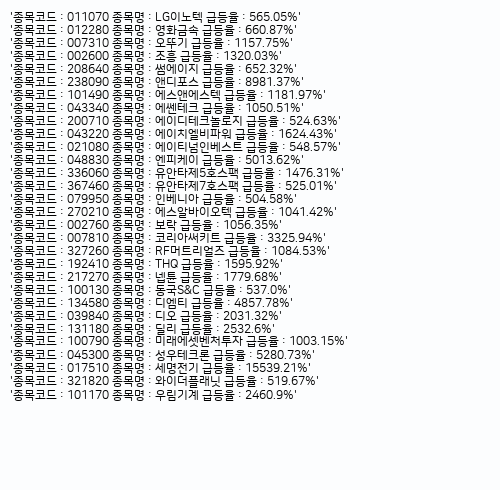 '종목코드 : 011070 종목명 : LG이노텍 급등율 : 565.05%'
'종목코드 : 012280 종목명 : 영화금속 급등율 : 660.87%'
'종목코드 : 007310 종목명 : 오뚜기 급등율 : 1157.75%'
'종목코드 : 002600 종목명 : 조흥 급등율 : 1320.03%'
'종목코드 : 208640 종목명 : 썸에이지 급등율 : 652.32%'
'종목코드 : 238090 종목명 : 앤디포스 급등율 : 8981.37%'
'종목코드 : 101490 종목명 : 에스앤에스텍 급등율 : 1181.97%'
'종목코드 : 043340 종목명 : 에쎈테크 급등율 : 1050.51%'
'종목코드 : 200710 종목명 : 에이디테크놀로지 급등율 : 524.63%'
'종목코드 : 043220 종목명 : 에이치엘비파워 급등율 : 1624.43%'
'종목코드 : 021080 종목명 : 에이티넘인베스트 급등율 : 548.57%'
'종목코드 : 048830 종목명 : 엔피케이 급등율 : 5013.62%'
'종목코드 : 336060 종목명 : 유안타제5호스팩 급등율 : 1476.31%'
'종목코드 : 367460 종목명 : 유안타제7호스팩 급등율 : 525.01%'
'종목코드 : 079950 종목명 : 인베니아 급등율 : 504.58%'
'종목코드 : 270210 종목명 : 에스알바이오텍 급등율 : 1041.42%'
'종목코드 : 002760 종목명 : 보락 급등율 : 1056.35%'
'종목코드 : 007810 종목명 : 코리아써키트 급등율 : 3325.94%'
'종목코드 : 327260 종목명 : RF머트리얼즈 급등율 : 1084.53%'
'종목코드 : 192410 종목명 : THQ 급등율 : 1595.92%'
'종목코드 : 217270 종목명 : 넵튠 급등율 : 1779.68%'
'종목코드 : 100130 종목명 : 동국S&C 급등율 : 537.0%'
'종목코드 : 134580 종목명 : 디엠티 급등율 : 4857.78%'
'종목코드 : 039840 종목명 : 디오 급등율 : 2031.32%'
'종목코드 : 131180 종목명 : 딜리 급등율 : 2532.6%'
'종목코드 : 100790 종목명 : 미래에셋벤처투자 급등율 : 1003.15%'
'종목코드 : 045300 종목명 : 성우테크론 급등율 : 5280.73%'
'종목코드 : 017510 종목명 : 세명전기 급등율 : 15539.21%'
'종목코드 : 321820 종목명 : 와이더플래닛 급등율 : 519.67%'
'종목코드 : 101170 종목명 : 우림기계 급등율 : 2460.9%'